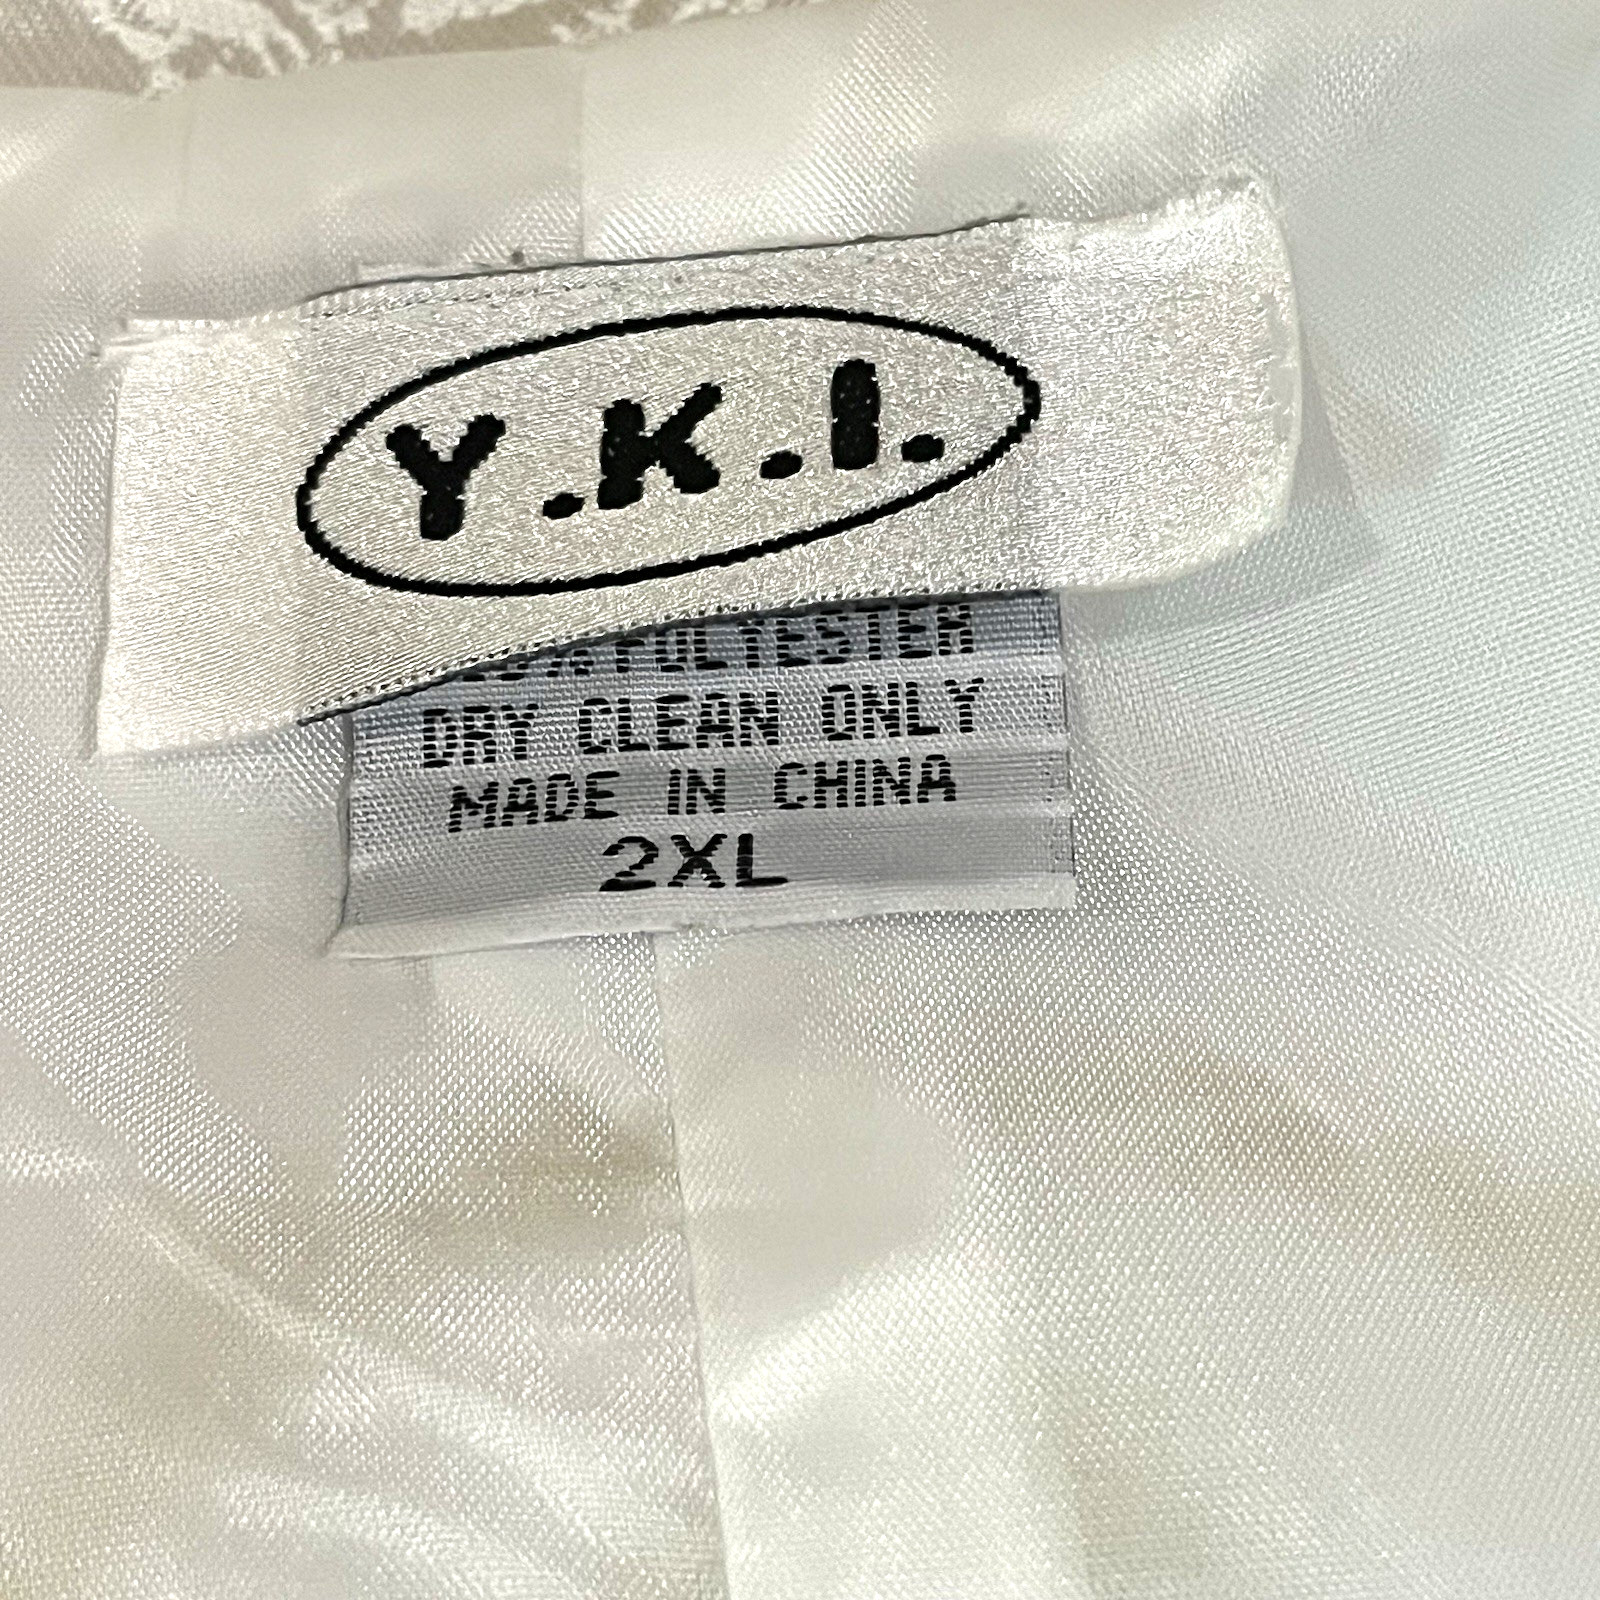 Y.K.I.
POLYESTER
DRY CLEAN ONLY
MADE IN CHINA
2XL